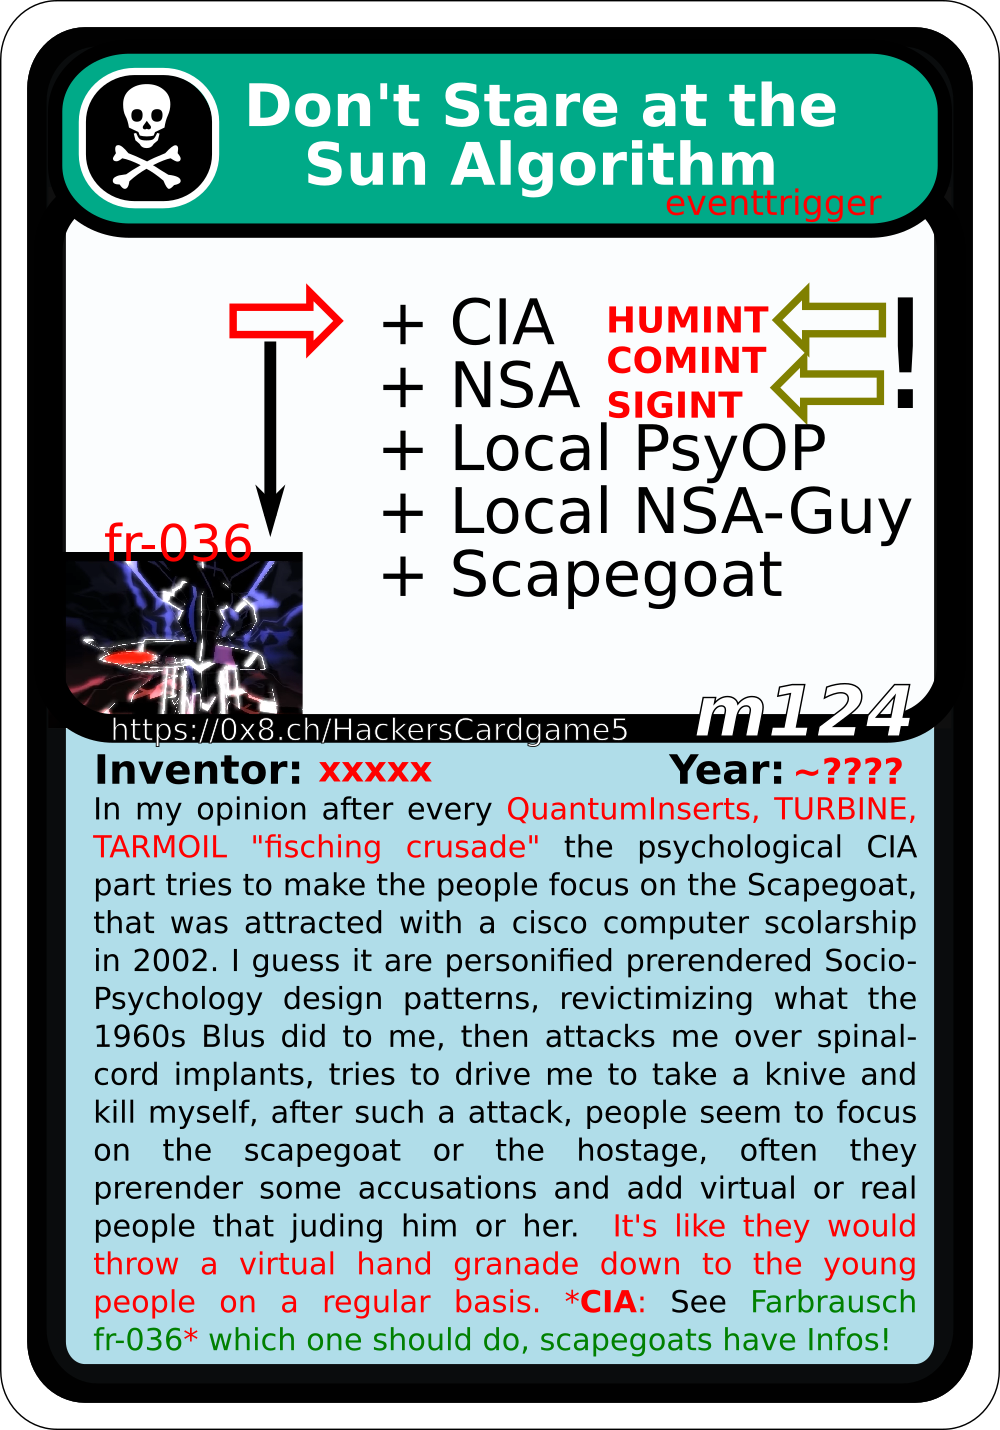 Don't Stare at the
Sun Algorithm
eventtrigger
+ CIA
HUMINT
!
COMINT
+ NSA
SIGINT
+ Local PsyOP
+ Local NSA-Guy
fr-036
+ Scapegoat
m124
https://0x8.ch/HackersCardgame5
Inventor: xxxxx Year: ~????
In my opinion after every QuantumInserts, TURBINE,
TARMOIL "fisching crusade" the psychological CIA
part tries to make the people focus on the Scapegoat,
that was attracted with a cisco computer scolarship
in 2002. I guess it are personified prerendered Socio-
Psychology design patterns, revictimizing what the
1960s Blus did to me, then attacks me over spinal-
cord implants, tries to drive me to take a knive and
kill myself, after such a attack, people seem to focus
on the scapegoat or the hostage, often they
prerender some accusations and add virtual or real
people that juding him or her. It's like they would
throw a virtual hand granade down to the young
people on a regular basis. *CIA: See Farbrausch
fr-036* which one should do, scapegoats have Infos!